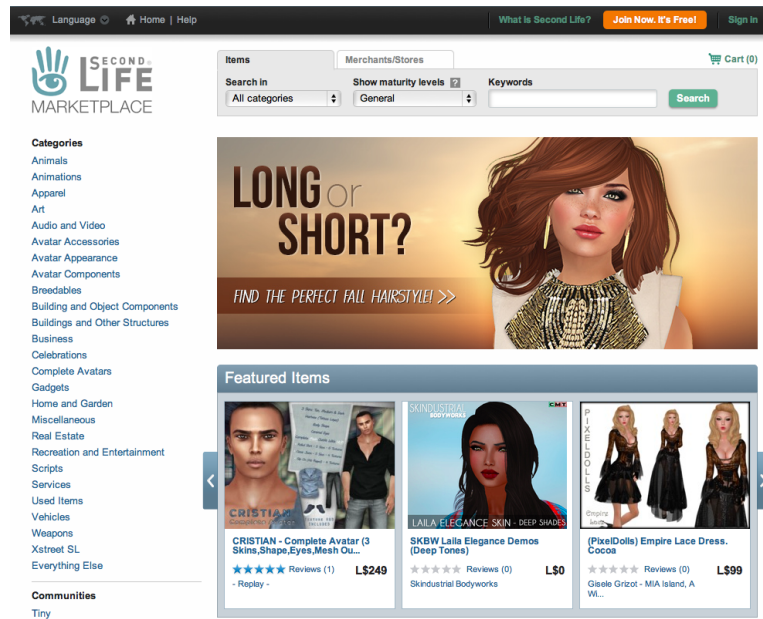 Language
Home | Help
What is Second Life?
Join Now. It's Free!
Sign In
SECOND
LIFE
MARKETPLACE
Items
Merchants/Stores
Cart (0)
Search in
Show maturity levels ?
Keywords
All categories
General
Search
Categories
Animals
Animations
Apparel
Art
Audio and Video
Avatar Accessories
Avatar Appearance
Avatar Components
Breedables
Building and Object Components
Buildings and Other Structures
Business
Celebrations
Complete Avatars
Gadgets
Home and Garden
Miscellaneous
Real Estate
Recreation and Entertainment
Scripts
Services
Used Items
Vehicles
Weapons
Xstreet SL
Everything Else
Communities
Tiny
LONG or
SHORT?
FIND THE PERFECT FALL HAIRSTYLE! >>
Featured Items
CRISTIAN
CRISTIAN - Complete Avatar (3
Skins,Shape,Eyes,Mesh Ou...
Reviews (1)
L$249
- Replay -
SKINDUSTRIAL
BODYWORKS
CMT
LAILA ELEGANCE SKIN - DEEP SHADES
SKBW Laila Elegance Demos
(Deep Tones)
Reviews (0)
L$0
Skindustrial Bodyworks
PIXELDOLLS
Empire
Lace
(PixelDolls) Empire Lace Dress.
Cocoa
Reviews (0)
L$99
Gisele Grizot - MIA Island, A
Wi...